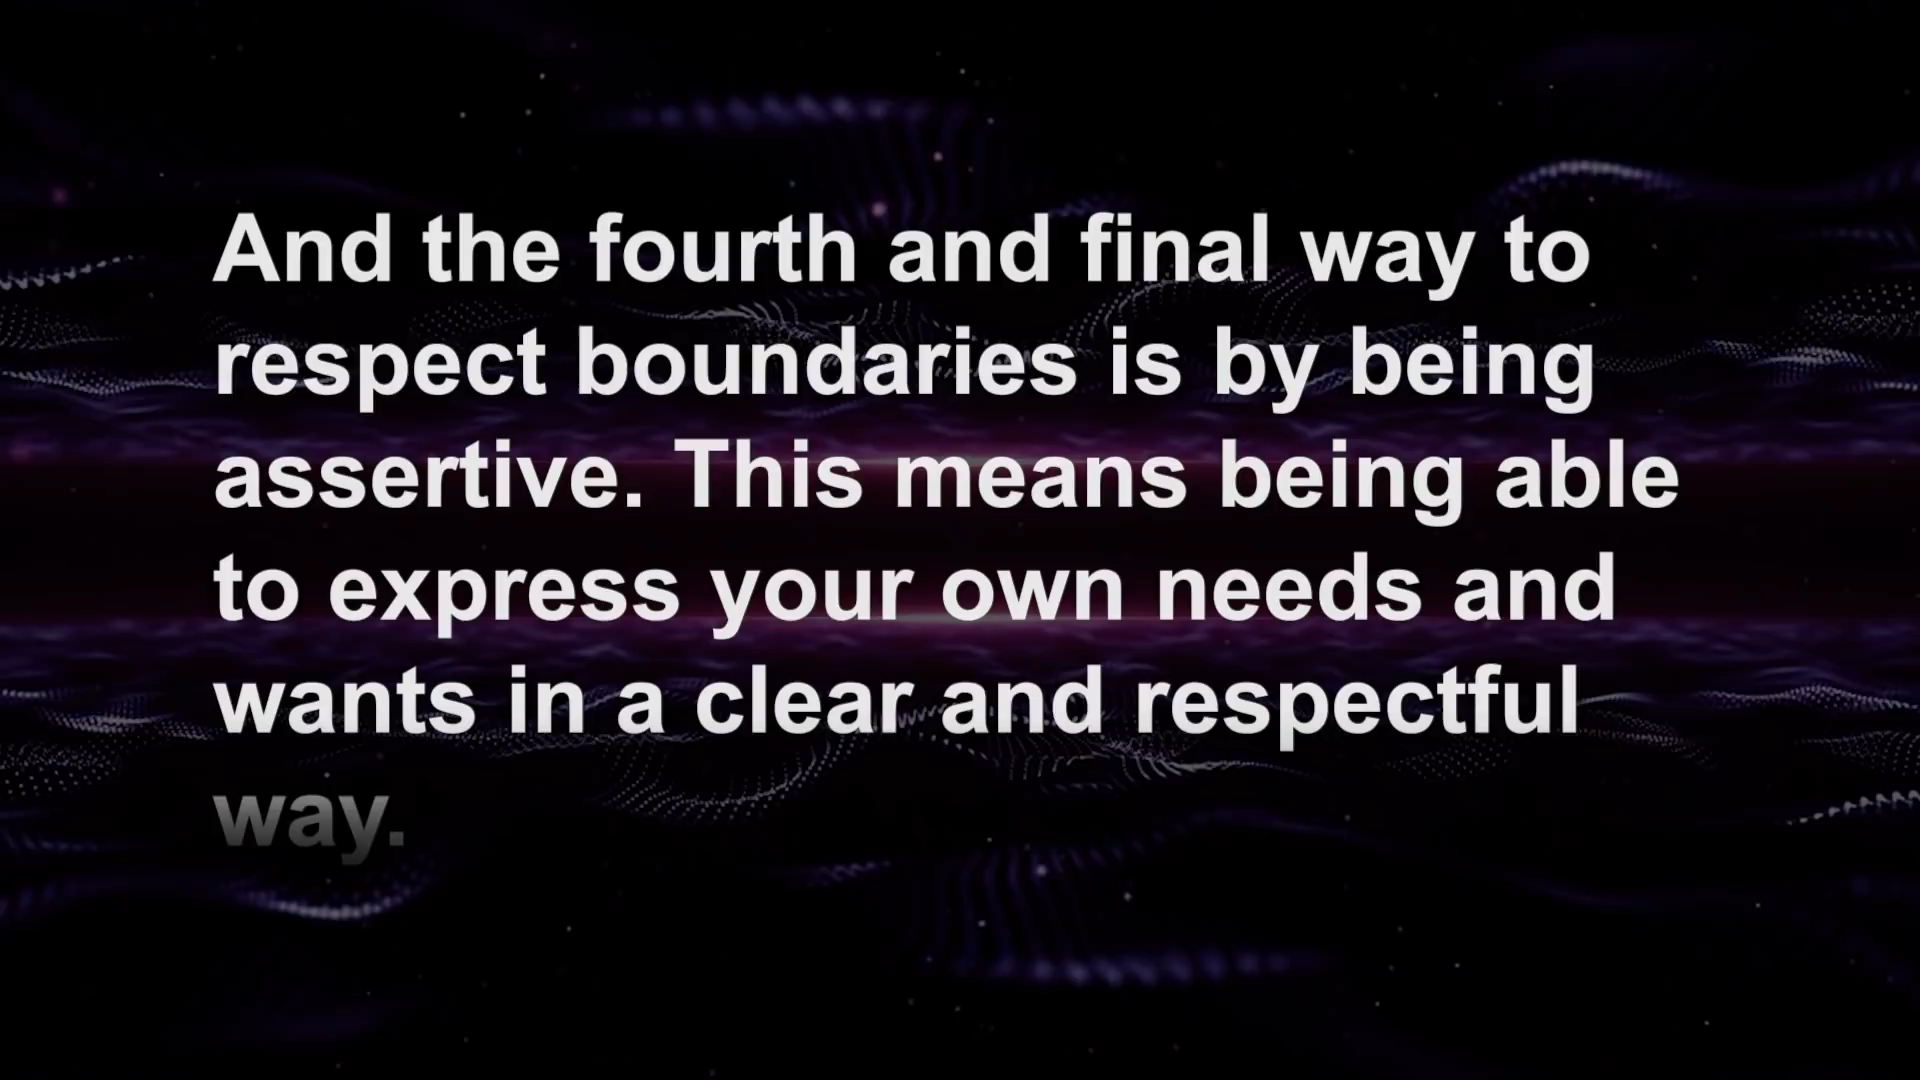 And the fourth and final way to
respect boundaries is by being
assertive. This means being able
to express your own needs and
wants in a clear and respectful
way.